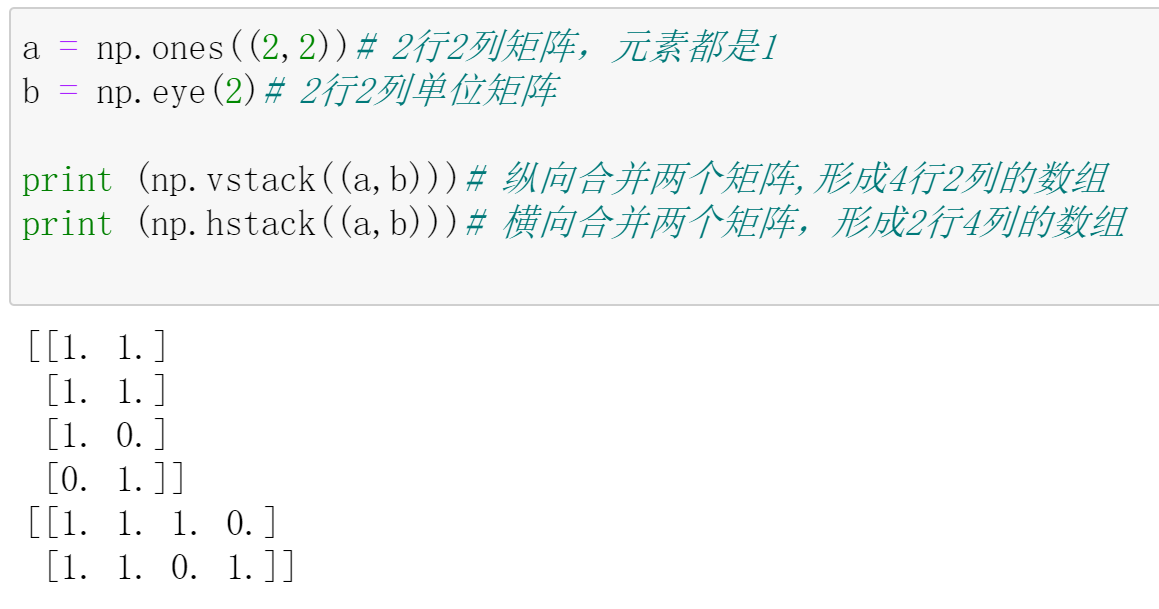 a = np.ones((2,2))# 2行2列矩阵，元素都是1
b = np.eye(2)# 2行2列单位矩阵
print (np.vstack((a,b)))# 纵向合并两个矩阵,形成4行2列的数组
print (np.hstack((a,b)))# 横向合并两个矩阵，形成2行4列的数组
[[1. 1.]
 [1. 1.]
 [1. 0.]
 [0. 1.]]
[[1. 1. 1. 0.]
 [1. 1. 0. 1.]]